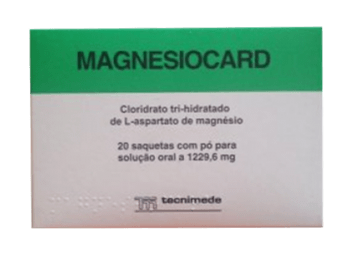 MAGNESIOCARD
Cloridrato tri-hidratado
de L-aspartato de magnésio
20 saquetas com pó para
solução oral a 1229,6 mg
tecnimede